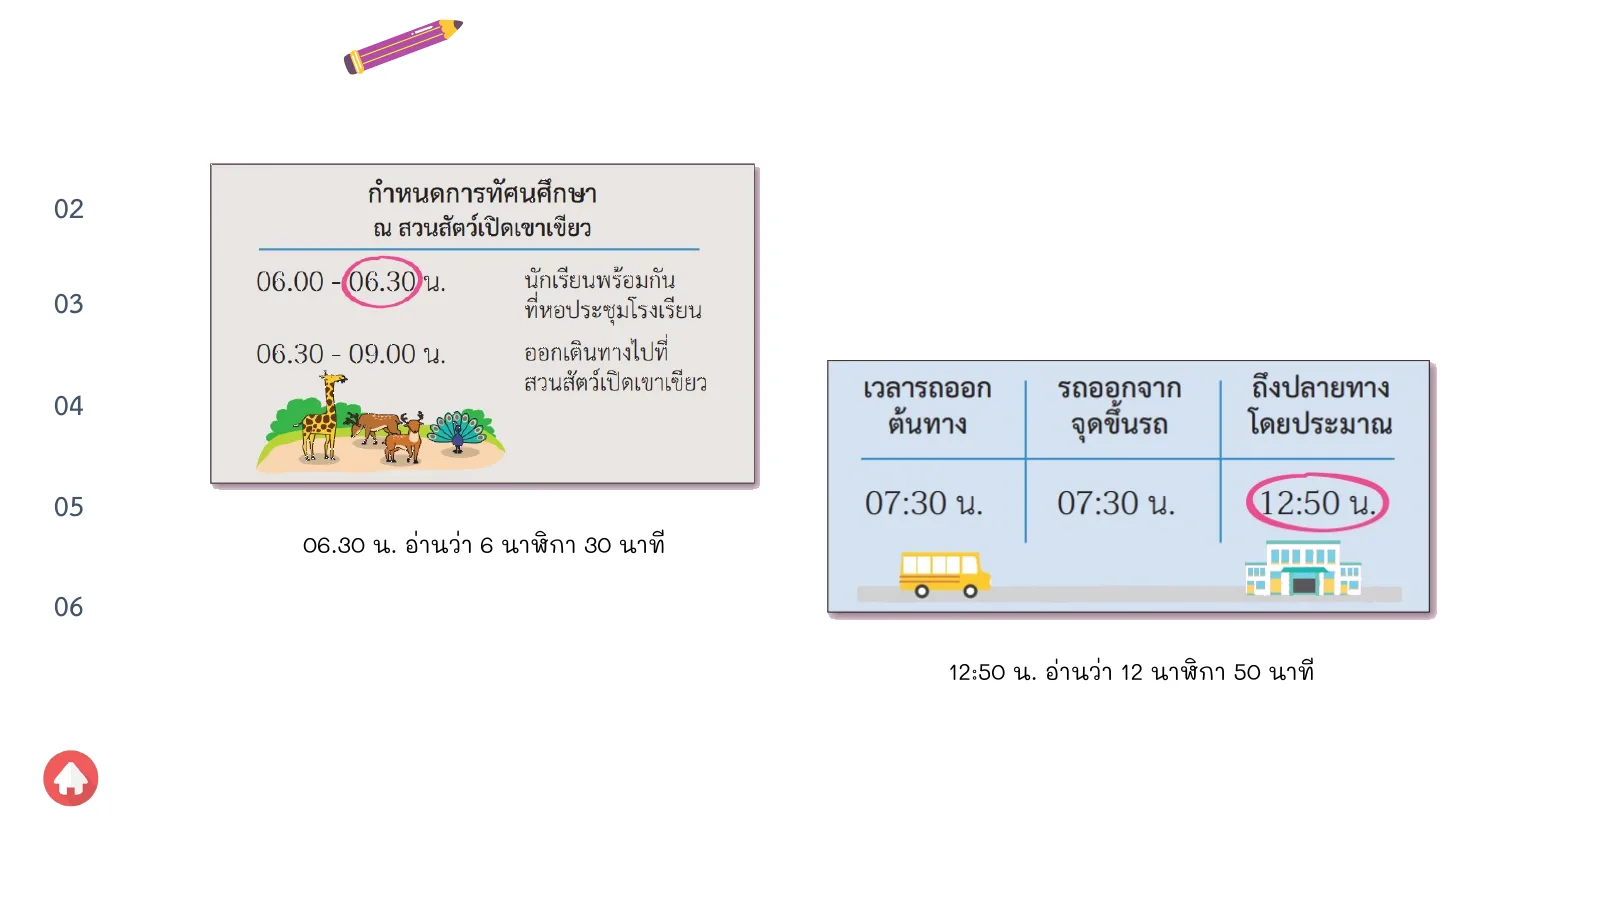 02
03
04
05
06
กำหนดการทัศนศึกษา
ณ สวนสัตว์เปิดเขาเขียว
06.00 - 06.30 น.
นักเรียนพร้อมกัน
ที่หอประชุมโรงเรียน
06.30 - 09.00 น.
ออกเดินทางไปที่
สวนสัตว์เปิดเขาเขียว
06.30 น. อ่านว่า 6 นาฬิกา 30 นาที
เวลารถออก
ต้นทาง
รถออกจาก
จุดขึ้นรถ
ถึงปลายทาง
โดยประมาณ
07:30 น.
07:30 น.
12:50 น.
12:50 น. อ่านว่า 12 นาฬิกา 50 นาที